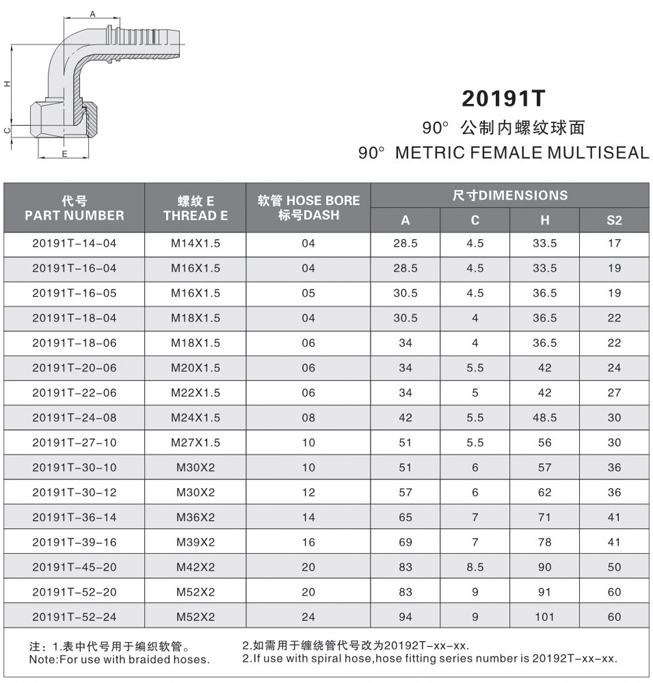 A
H
C
E
20191T
90° 公制内螺纹球面
90° METRIC FEMALE MULTISEAL
代号 螺纹 E 软管 HOSE BORE 尺寸DIMENSIONS
PART NUMBER THREAD E 标号DASH A C H S2
20191T-14-04 M14X1.5 04 28.5 4.5 33.5 17
20191T-16-04 M16X1.5 04 28.5 4.5 33.5 19
20191T-16-05 M16X1.5 05 30.5 4.5 36.5 19
20191T-18-04 M18X1.5 04 30.5 4 36.5 22
20191T-18-06 M18X1.5 06 34 4 36.5 22
20191T-20-06 M20X1.5 06 34 5.5 42 24
20191T-22-06 M22X1.5 06 34 5 42 27
20191T-24-08 M24X1.5 08 42 5.5 48.5 30
20191T-27-10 M27X1.5 10 51 5.5 56 30
20191T-30-10 M30X2 10 51 6 57 36
20191T-30-12 M30X2 12 57 6 62 36
20191T-36-14 M36X2 14 65 7 71 41
20191T-39-16 M39X2 16 69 7 78 41
20191T-45-20 M42X2 20 83 8.5 90 50
20191T-52-20 M52X2 20 83 9 91 60
20191T-52-24 M52X2 24 94 9 101 60
注: 1.表中代号用于编织软管。 2.如需用于缠绕管代号改为20192T-xx-xx.
Note:For use with braided hoses. 2.If use with spiral hose,hose fitting series number is 20192T-xx-xx.